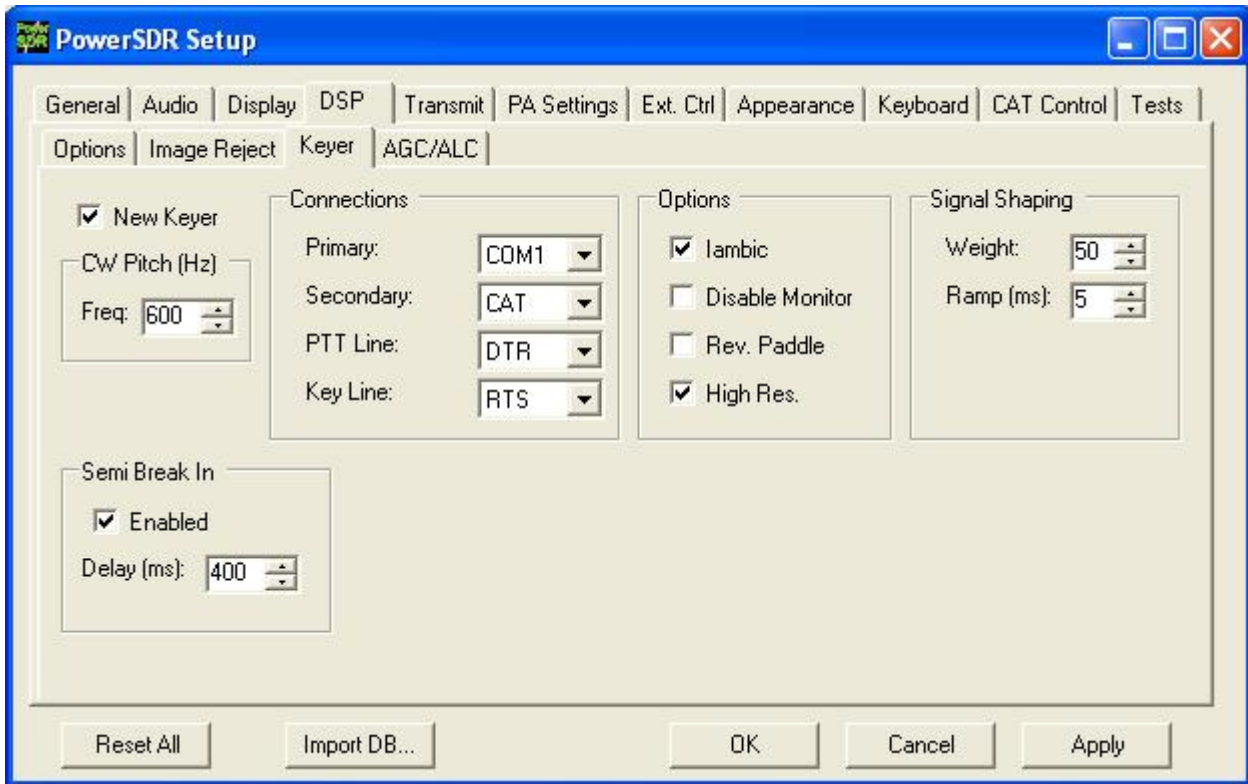 Power SDR PowerSDR Setup
General Audio Display DSP Transmit PA Settings Ext. Ctrl Appearance Keyboard CAT Control Tests
Options Image Reject Keyer AGC/ALC
New Keyer
CW Pitch (Hz)
Freq: 600
Connections
Primary: COM1
Secondary: CAT
PTT Line: DTR
Key Line: RTS
Options
Iambic
Disable Monitor
Rev. Paddle
High Res.
Signal Shaping
Weight: 50
Ramp (ms): 5
Semi Break In
Enabled
Delay (ms): 400
Reset All Import DB... OK Cancel Apply